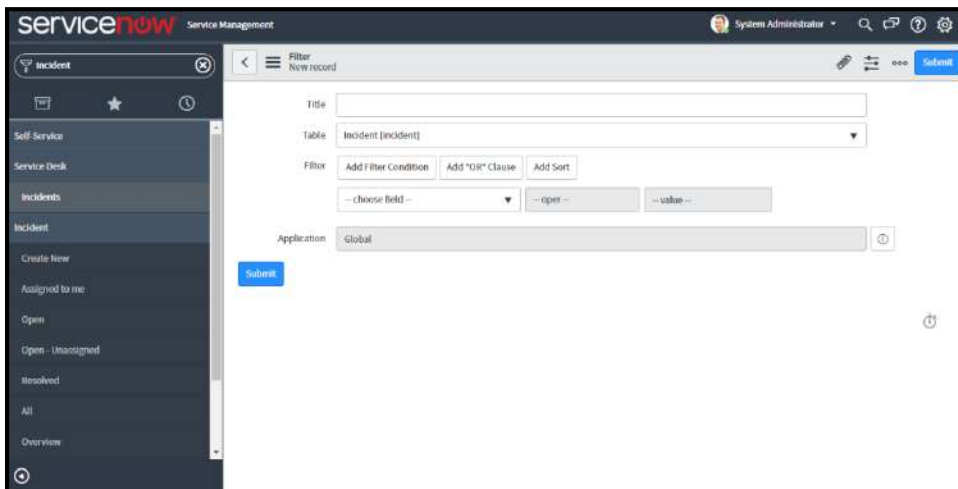 servicenow Service Management
System Administrator
Incident
Filter
New record
Submit
Self-Service
Service Desk
Incidents
Incident
Create New
Assigned to me
Open
Open - Unassigned
Resolved
All
Overview
Title
Table Incident [incident]
Filter Add Filter Condition Add "OR" Clause Add Sort
-- choose field -- -- oper -- -- value --
Application Global
Submit